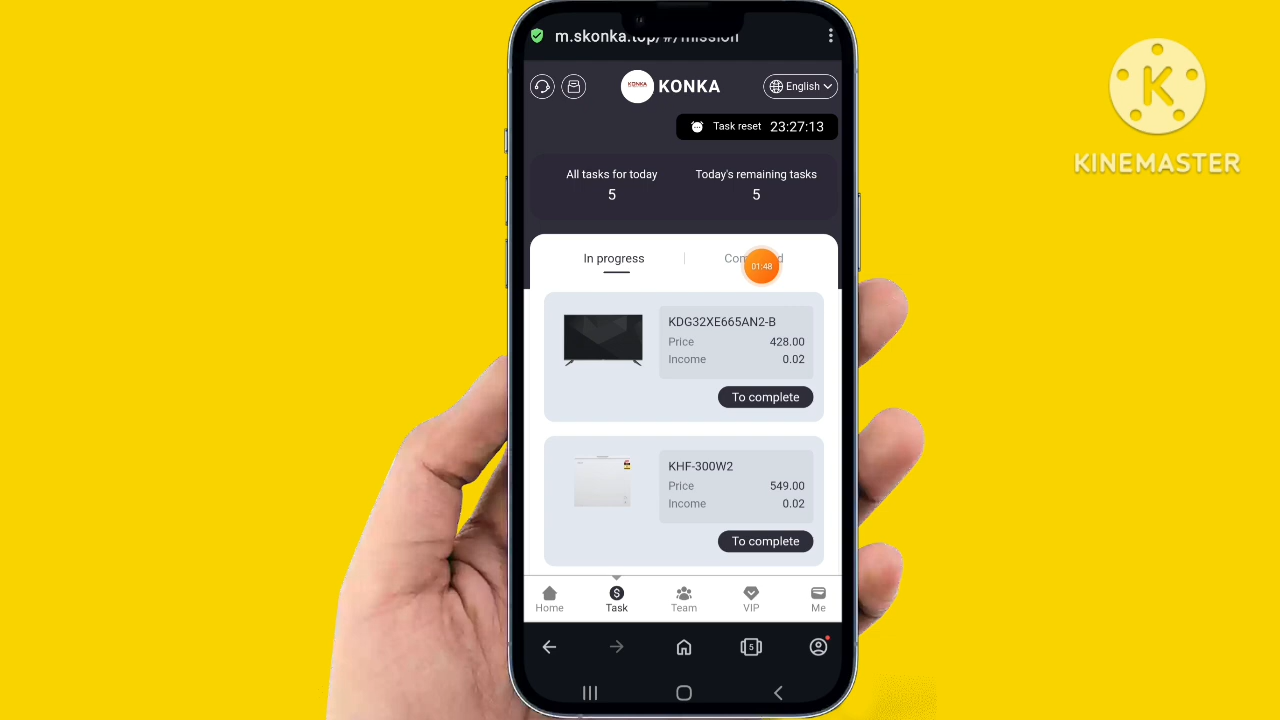 m.skonka.top/#/mission
KONKA
KONKA
English
Task reset 23:27:13
All tasks for today
5
Today's remaining tasks
5
In progress
01:48
KDG32XE665AN2-B
Price 428.00
Income 0.02
To complete
KHF-300W2
Price 549.00
Income 0.02
To complete
Home
Task
Team
VIP
Me
5
K
KINEMASTER